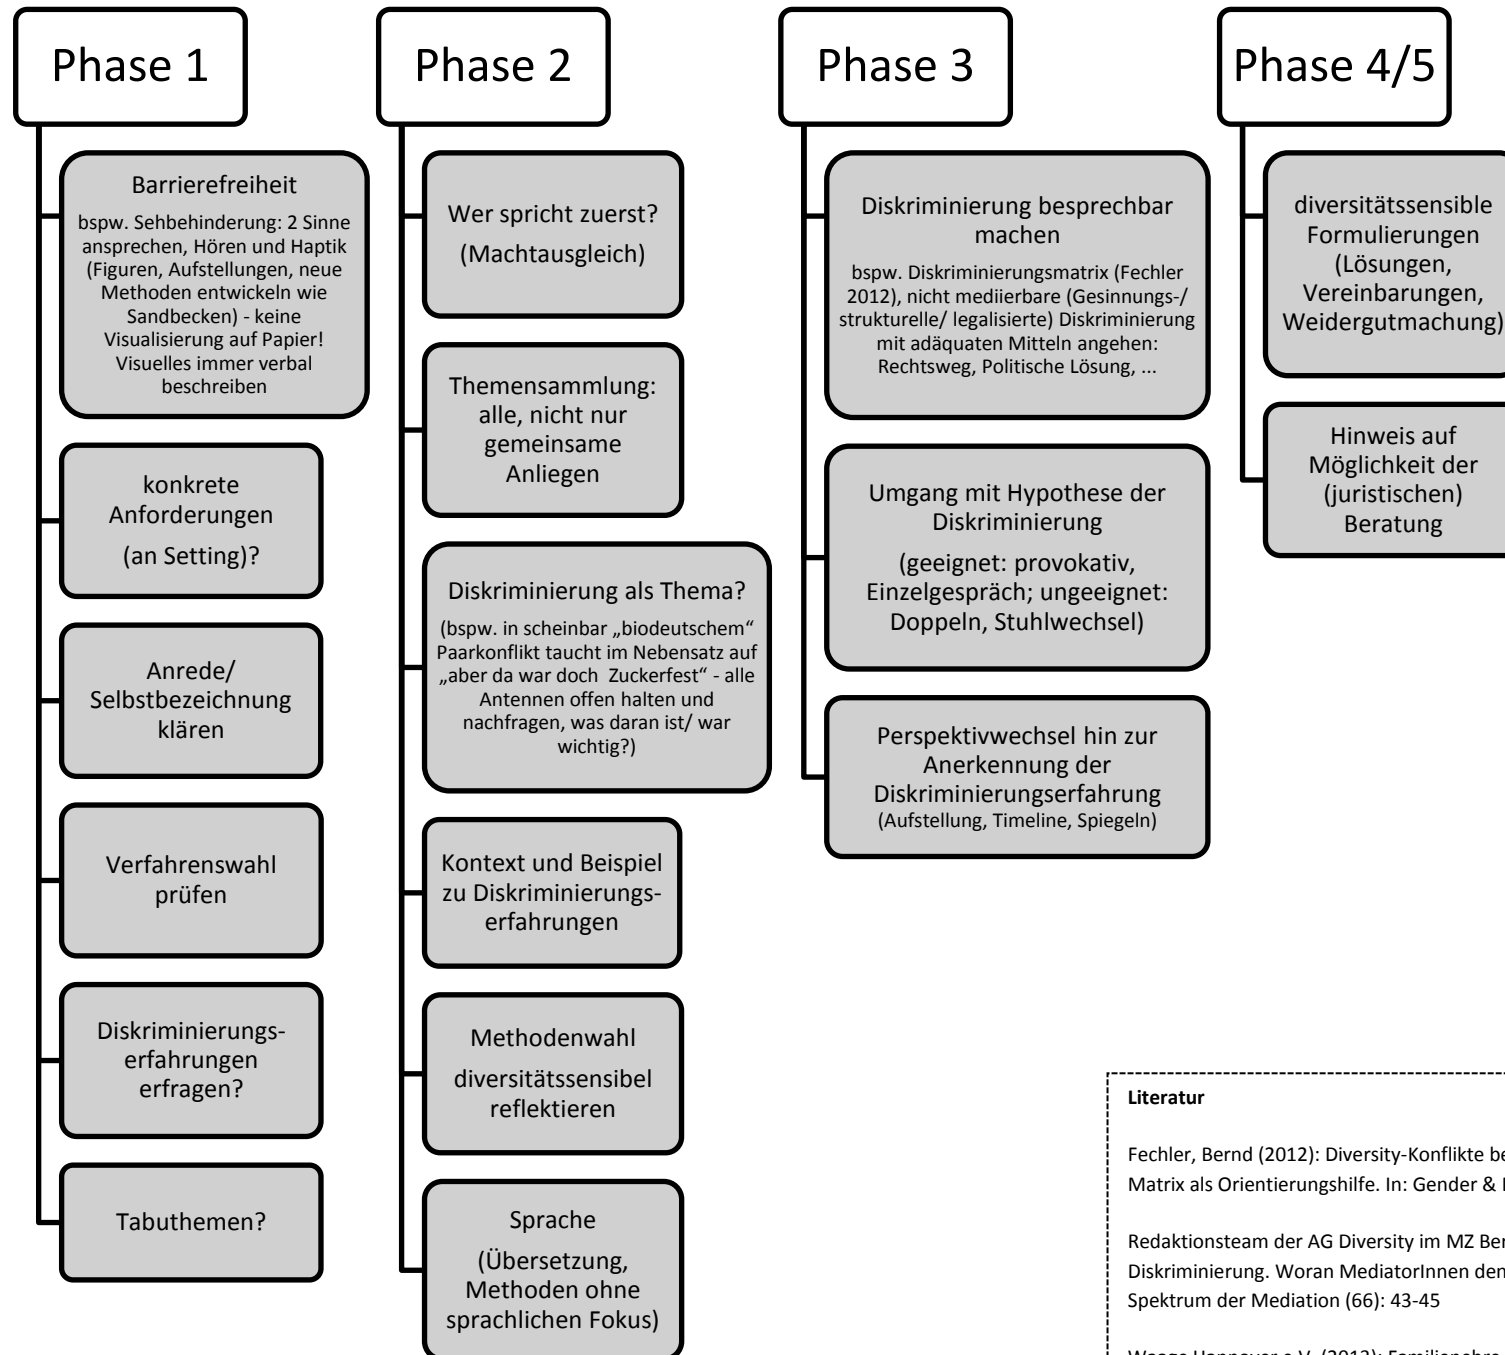 Phase 1
Barrierefreiheit
bspw. Sehbehinderung: 2 Sinne
ansprechen, Hören und Haptik
(Figuren, Aufstellungen, neue
Methoden entwickeln wie
Sandbecken) - keine
Visualisierung auf Papier!
Visuelles immer verbal
beschreiben
konkrete
Anforderungen
(an Setting)?
Anrede/
Selbstbezeichnung
klären
Verfahrenswahl
prüfen
Diskriminierungs-
erfahrungen
erfragen?
Tabuthemen?
Phase 2
Wer spricht zuerst?
(Machtausgleich)
Themensammlung:
alle, nicht nur
gemeinsame
Anliegen
Diskriminierung als Thema?
(bspw. in scheinbar „biodeutschem“
Paarkonflikt taucht im Nebensatz auf
„aber da war doch Zuckerfest“ - alle
Antennen offen halten und
nachfragen, was daran ist/ war
wichtig?)
Kontext und Beispiel
zu Diskriminierungs-
erfahrungen
Methodenwahl
diversitätssensibel
reflektieren
Sprache
(Übersetzung,
Methoden ohne
sprachlichen Fokus)
Phase 3
Diskriminierung besprechbar
machen
bspw. Diskriminierungsmatrix (Fechler
2012), nicht mediierbare (Gesinnungs-/
strukturelle/ legalisierte) Diskriminierung
mit adäquaten Mitteln angehen:
Rechtsweg, Politische Lösung, ...
Umgang mit Hypothese der
Diskriminierung
(geeignet: provokativ,
Einzelgespräch; ungeeignet:
Doppeln, Stuhlwechsel)
Perspektivwechsel hin zur
Anerkennung der
Diskriminierungserfahrung
(Aufstellung, Timeline, Spiegeln)
Phase 4/5
diversitätssensible
Formulierungen
(Lösungen,
Vereinbarungen,
Weidergutmachung)
Hinweis auf
Möglichkeit der
(juristischen)
Beratung
Literatur
Fechler, Bernd (2012): Diversity-Konflikte
Matrix als Orientierungshilfe. In: Gender &
Redaktionsteam der AG Diversity im MZ
Diskriminierung. Woran MediatorInnen
Spektrum der Mediation (66): 43-45